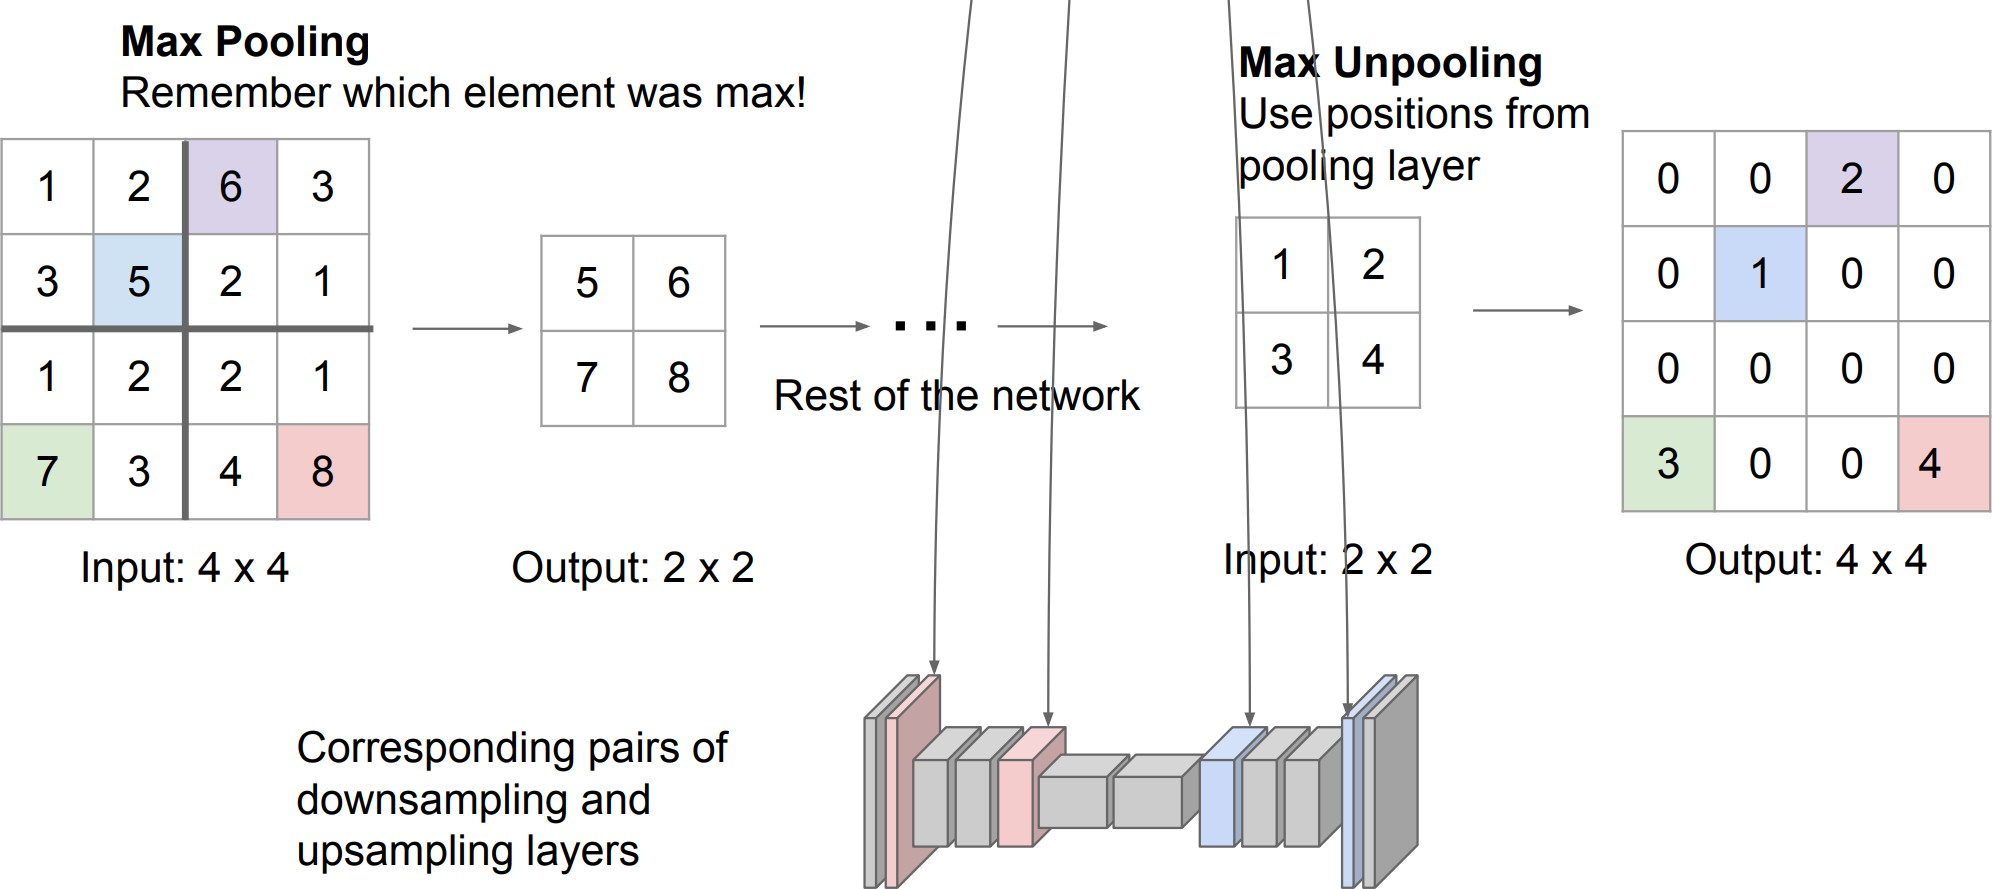 Max Pooling
Remember which element was max!
1 2 6 3
3 5 2 1
1 2 2 1
7 3 4 8
Input: 4 x 4
5 6
7 8
Output: 2 x 2
...
Rest of the network
Max Unpooling
Use positions from
pooling layer
1 2
3 4
Input: 2 x 2
0 0 2 0
0 1 0 0
0 0 0 0
3 0 0 4
Output: 4 x 4
Corresponding pairs of
downsampling and
upsampling layers